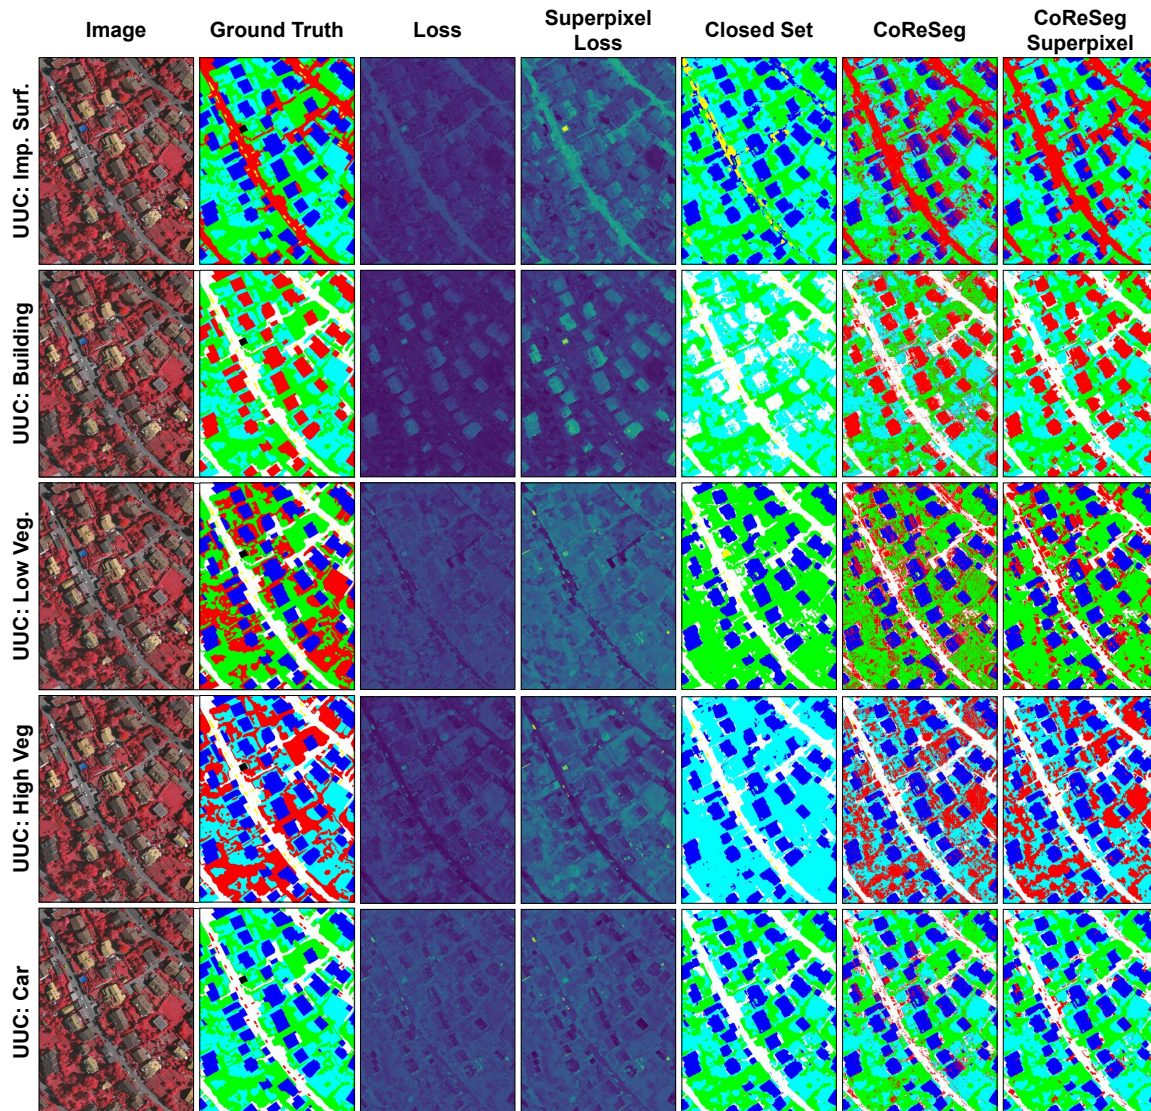 Image
Ground Truth
Loss
Superpixel
Loss
Closed Set
CoReSeg
CoReSeg
Superpixel
UUC: Imp. Surf.
UUC: Building
UUC: Low Veg.
UUC: High Veg
UUC: Car